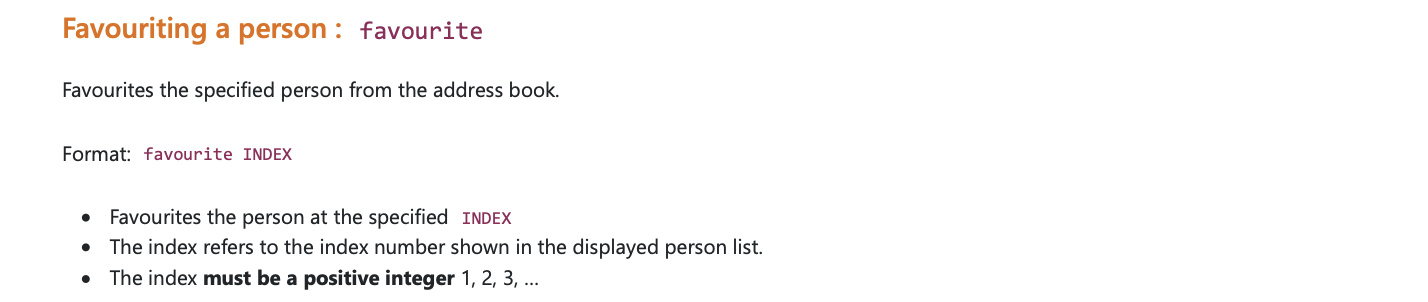 Favouriting a person : favourite
Favourites the specified person from the address book.
Format: favourite INDEX
• Favourites the person at the specified INDEX
• The index refers to the index number shown in the displayed person list.
• The index must be a positive integer 1, 2, 3, …